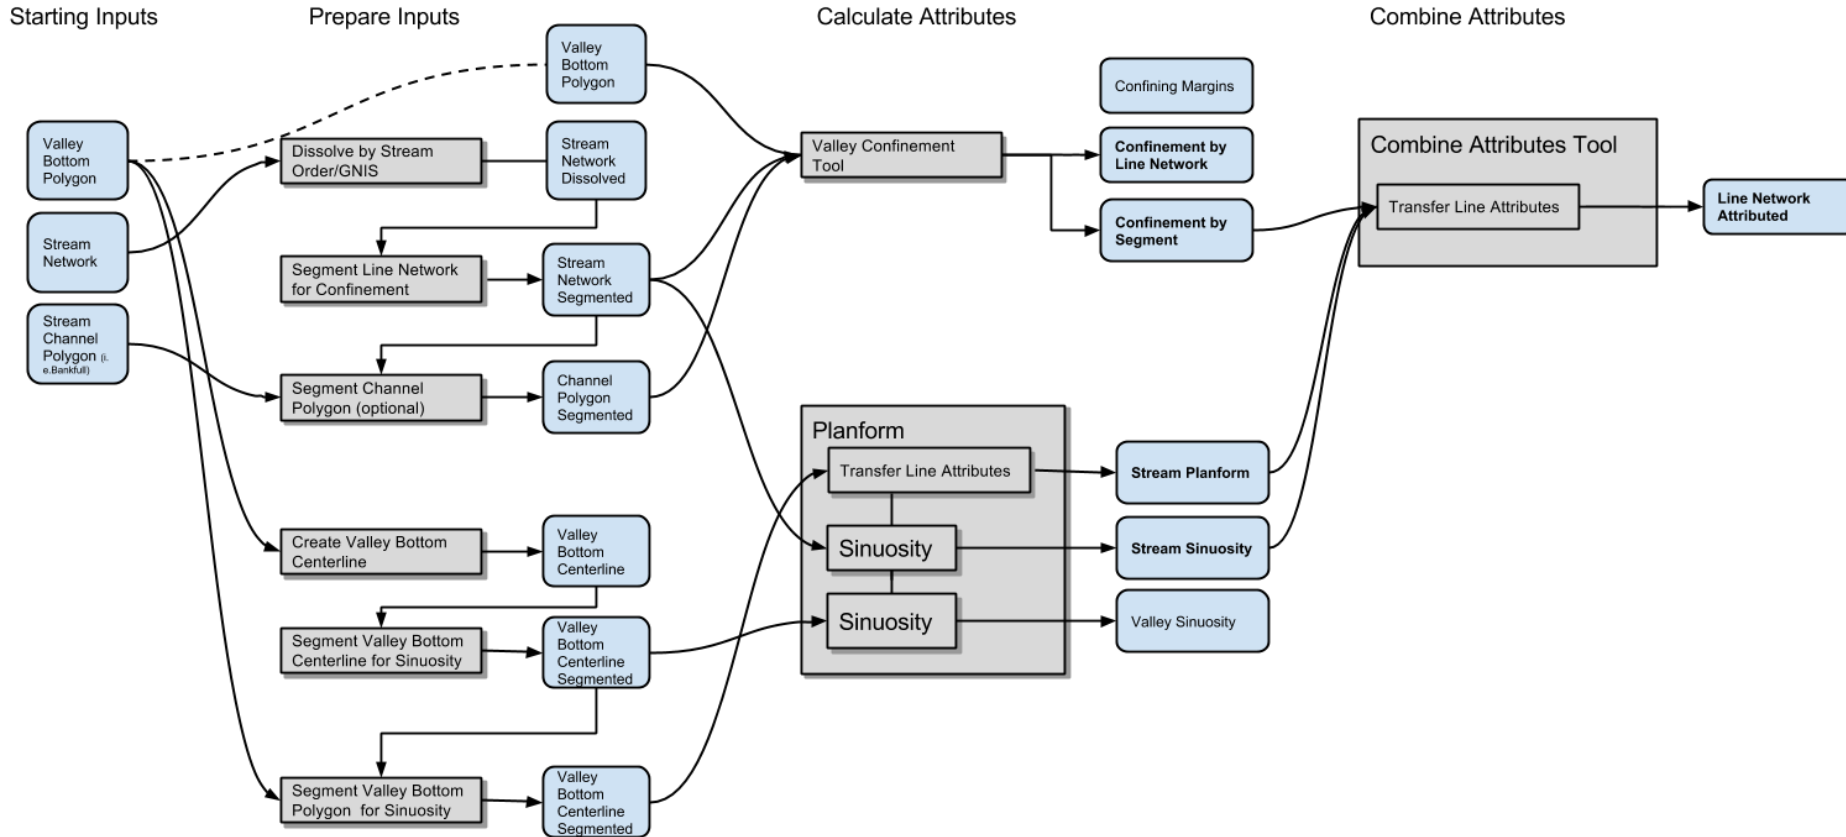 Starting Inputs
Prepare Inputs
Calculate Attributes
Combine Attributes
Valley
Bottom
Polygon
Stream
Network
Stream
Channel
Polygon (i.
e.Bankfull)
Valley
Bottom
Polygon
Dissolve by Stream
Order/GNIS
Stream
Network
Dissolved
Segment Line Network
for Confinement
Stream
Network
Segmented
Segment Channel
Polygon (optional)
Channel
Polygon
Segmented
Create Valley Bottom
Centerline
Valley
Bottom
Centerline
Segment Valley Bottom
Centerline for Sinuosity
Valley
Bottom
Centerline
Segmented
Segment Valley Bottom
Polygon for Sinuosity
Valley
Bottom
Centerline
Segmented
Valley Confinement
Tool
Planform
Transfer Line Attributes
Sinuosity
Sinuosity
Confining Margins
Confinement by
Line Network
Confinement by
Segment
Stream Planform
Stream Sinuosity
Valley Sinuosity
Combine Attributes Tool
Transfer Line Attributes
Line Network
Attributed